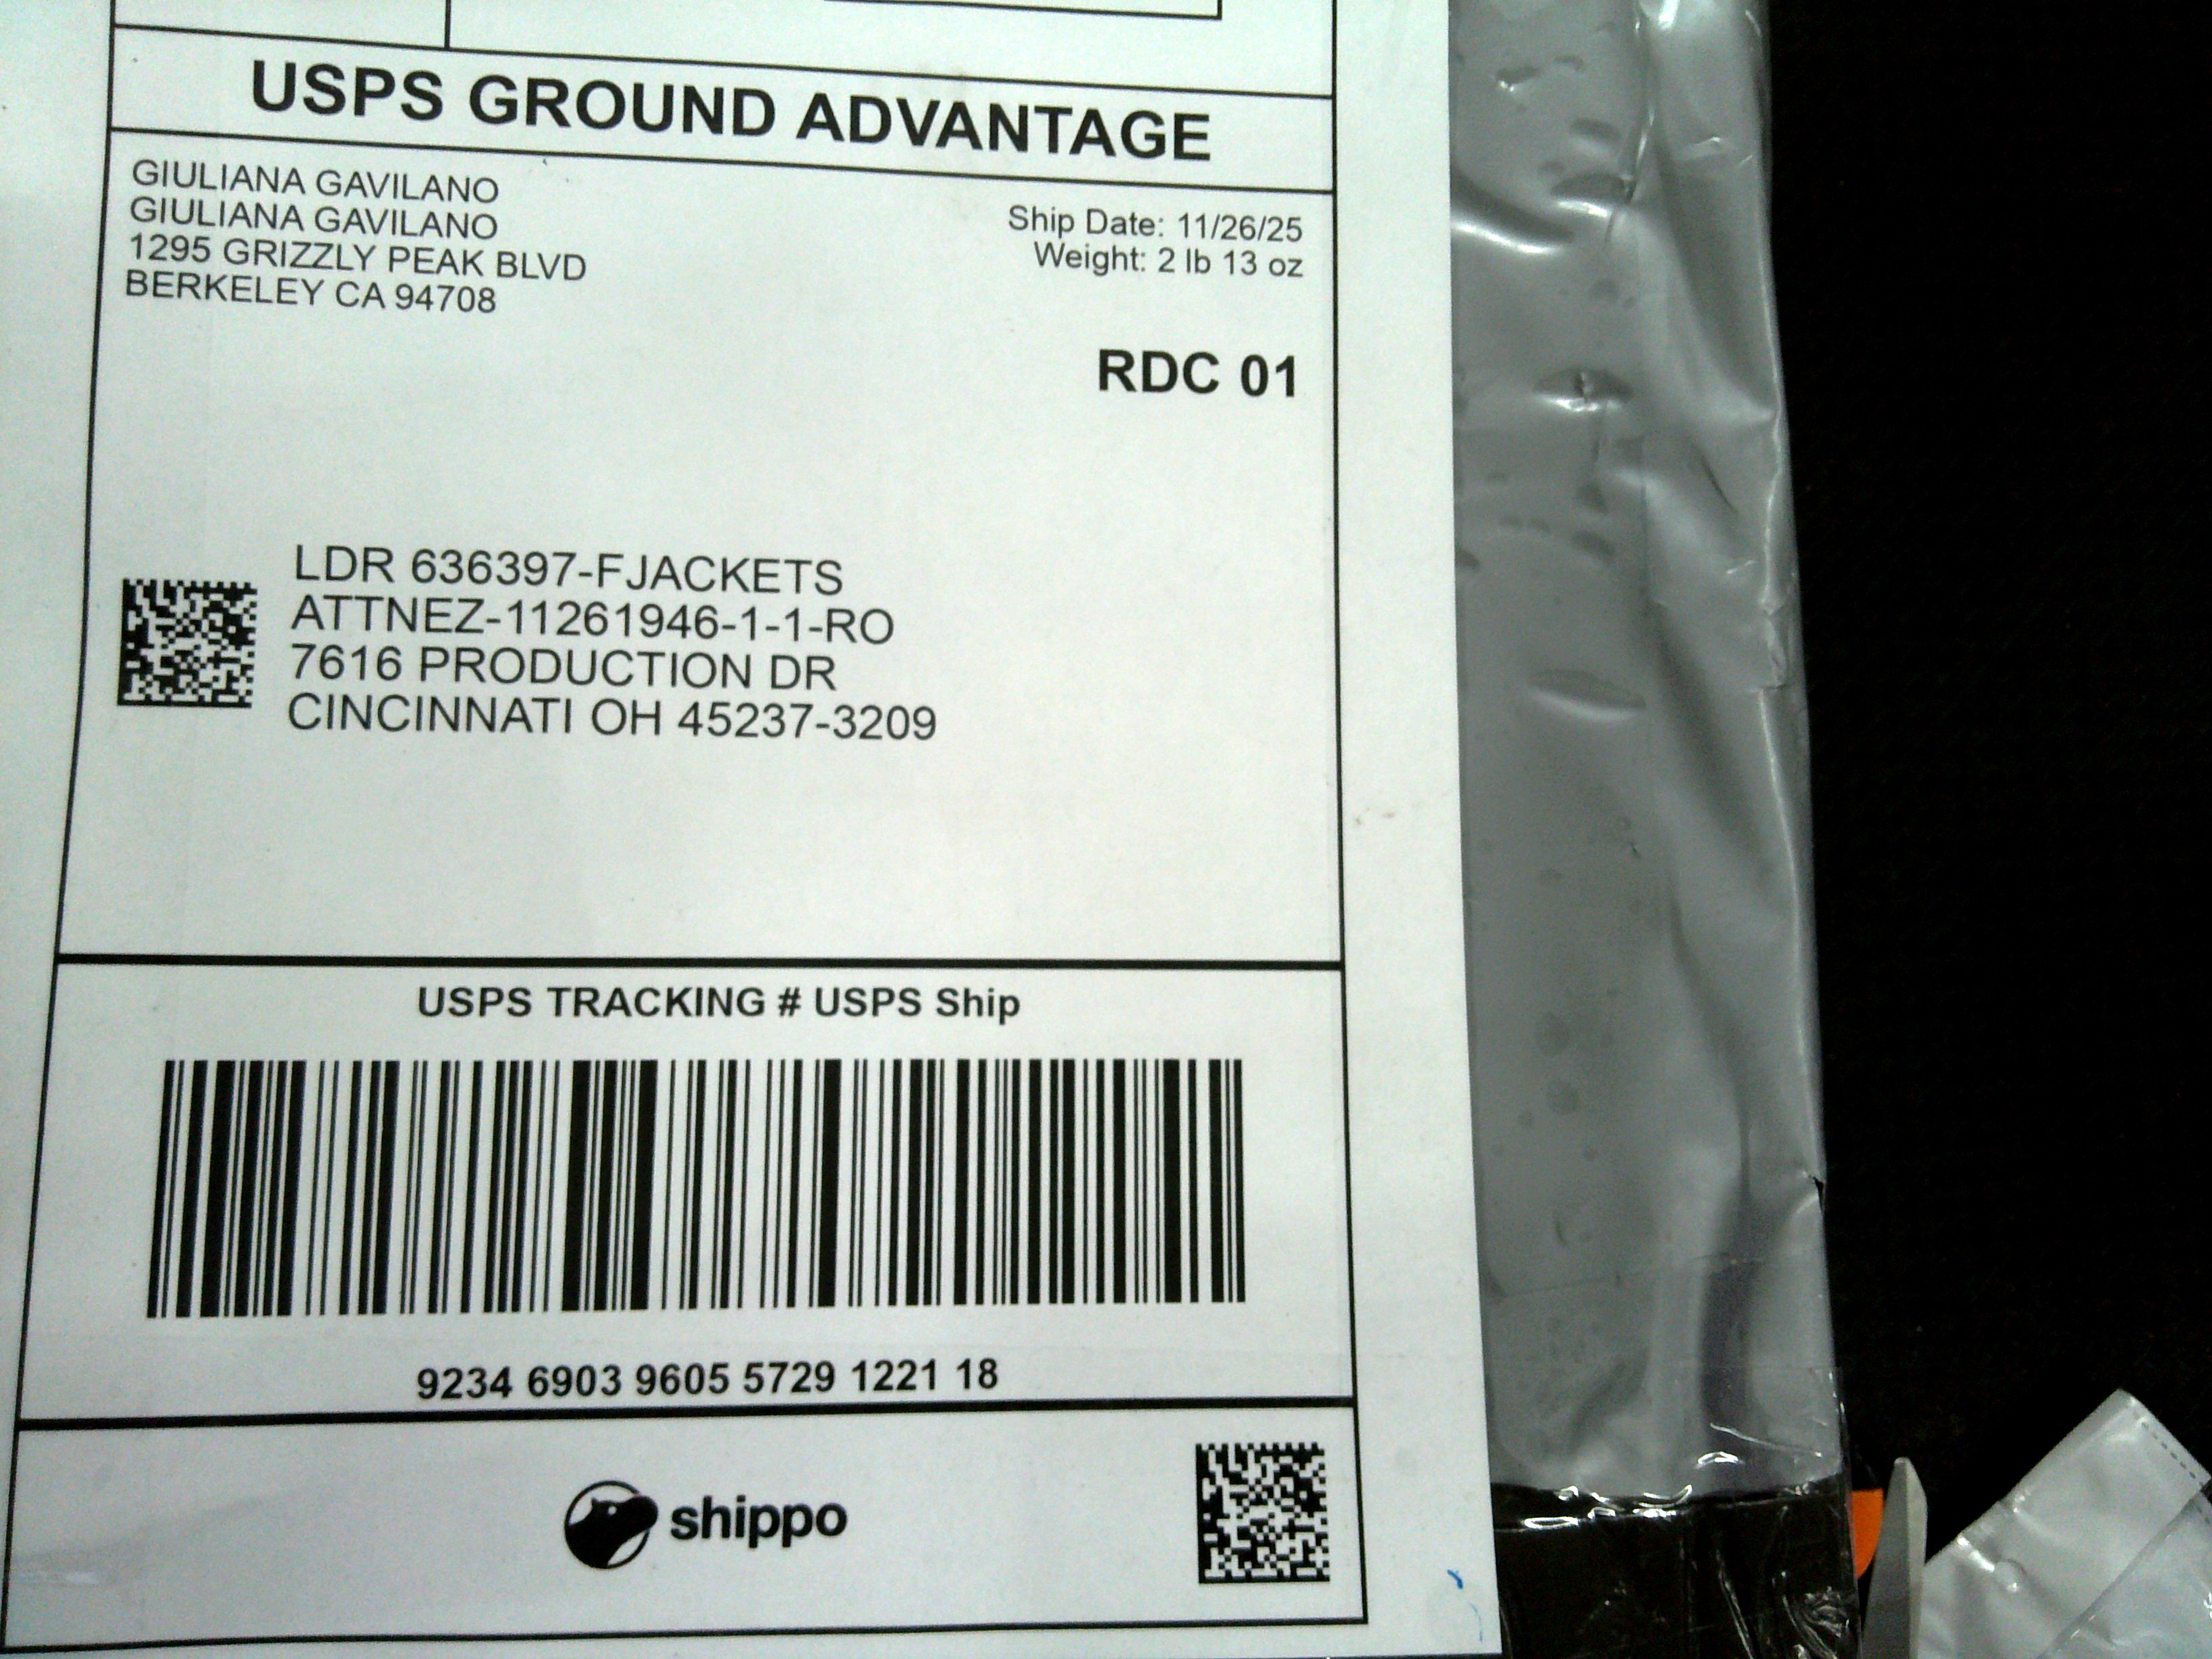 USPS GROUND ADVANTAGE
GIULIANA GAVILANO
GIULIANA GAVILANO
1295 GRIZZLY PEAK BLVD
BERKELEY CA 94708
Ship Date: 11/26/25
Weight: 2 lb 13 oz
RDC 01
LDR 636397-FJACKETS
ATTNEZ-11261946-1-1-RO
7616 PRODUCTION DR
CINCINNATI OH 45237-3209
USPS TRACKING # USPS Ship
9234 6903 9605 5729 1221 18
shippo